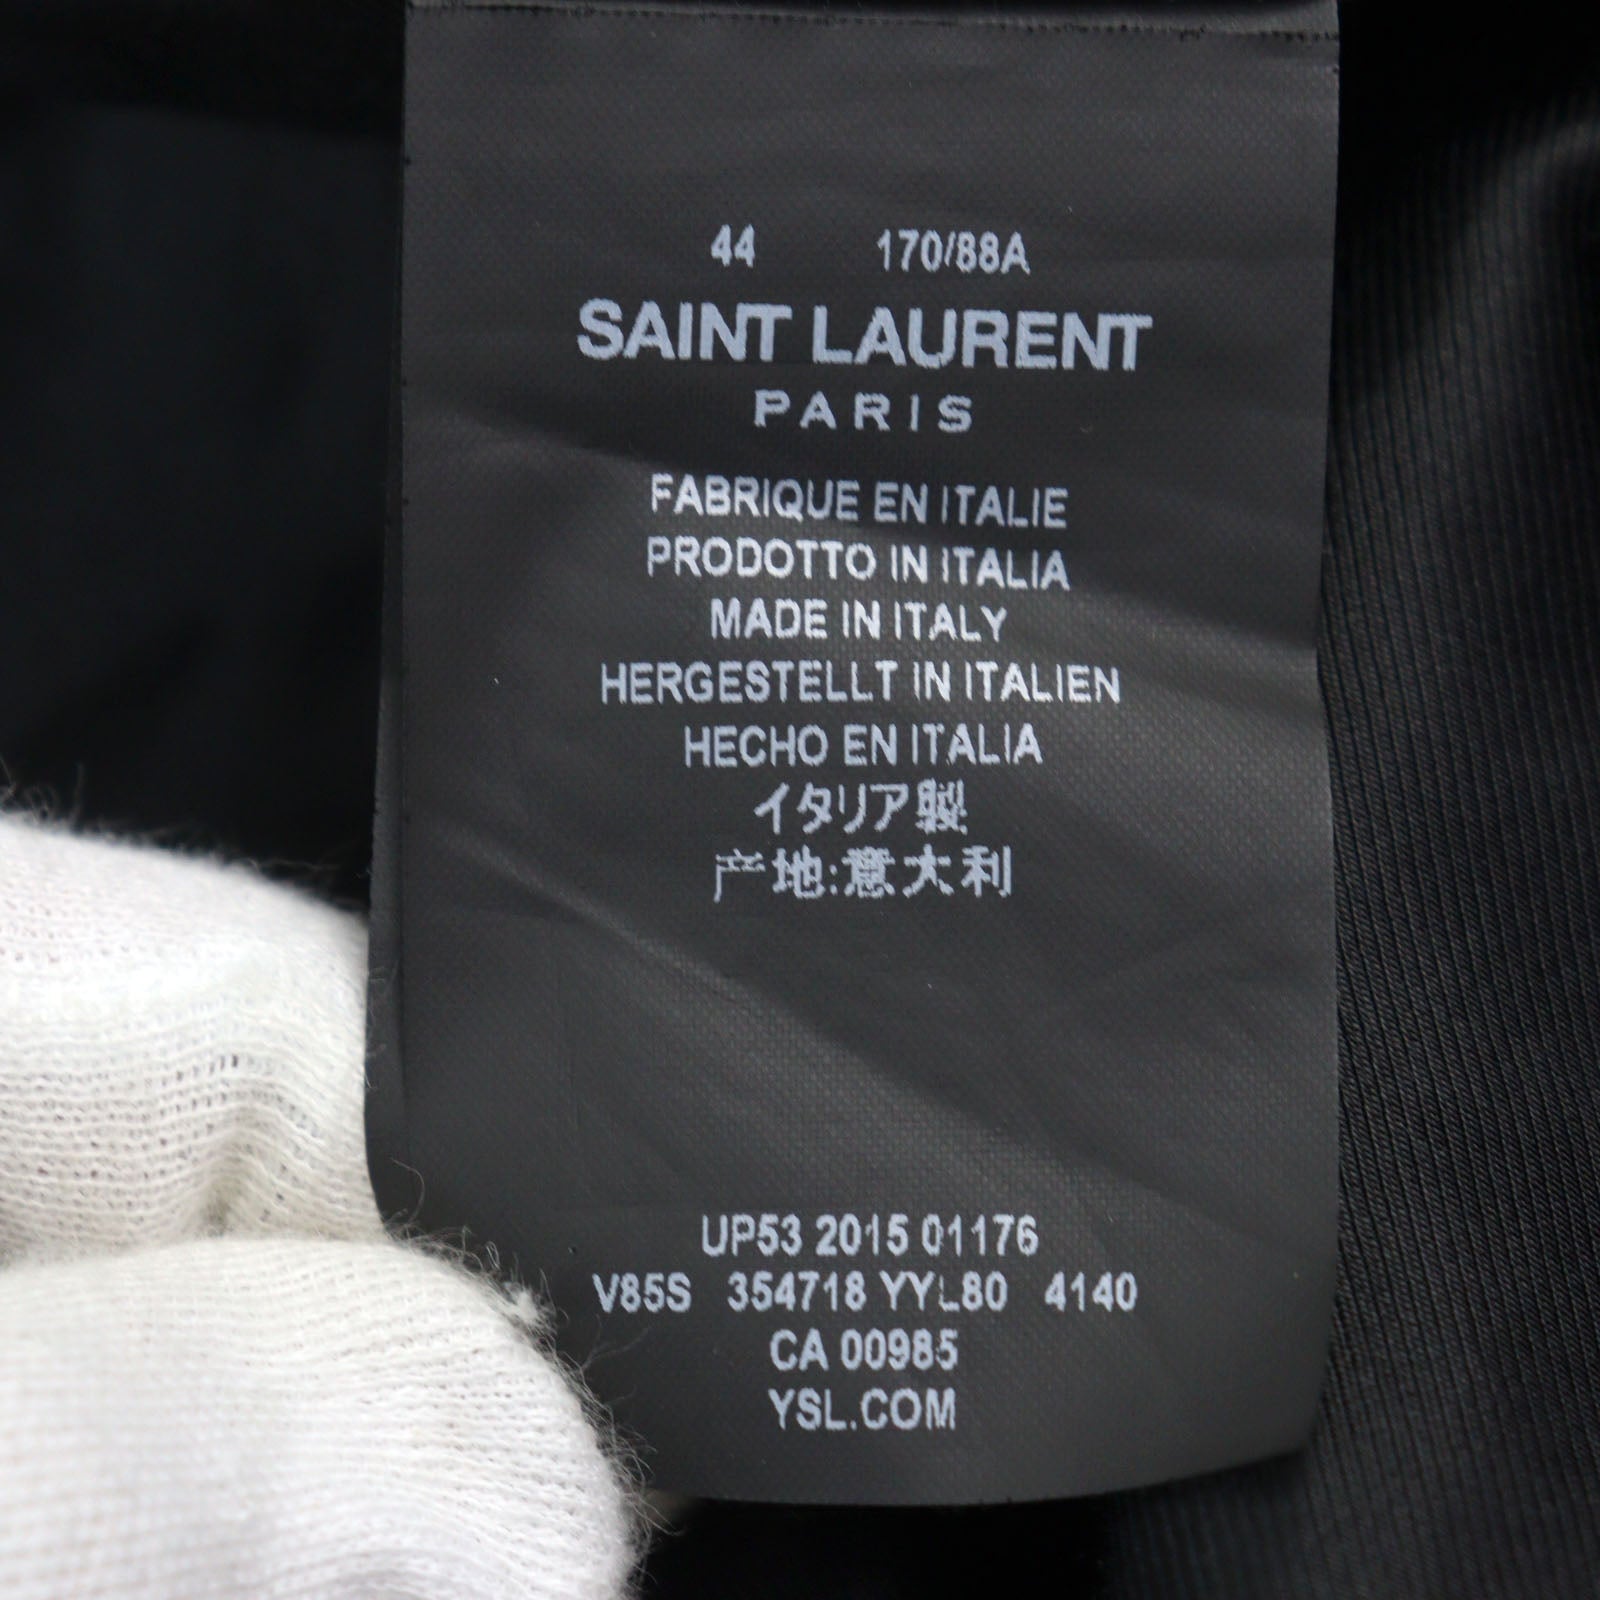 44 170/88A
SAINT LAURENT
PARIS
FABRIQUE EN ITALIE
PRODOTTO IN ITALIA
MADE IN ITALY
HERGESTELLT IN ITALIEN
HECHO EN ITALIA
イタリア製
产地:意大利
UP53 2015 01176
V85S 354718 YYL80 4140
CA 00985
YSL.COM